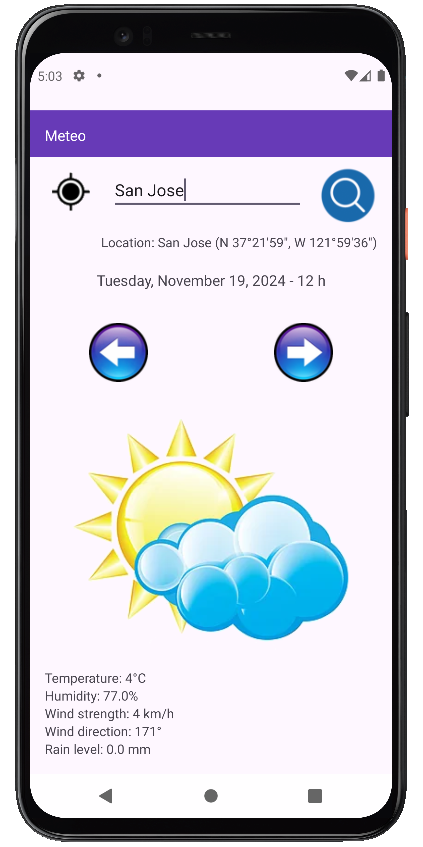 5:03
Meteo
San Jose
Location: San Jose (N 37°21'59", W 121°59'36")
Tuesday, November 19, 2024 - 12 h
Temperature: 4°C
Humidity: 77.0%
Wind strength: 4 km/h
Wind direction: 171°
Rain level: 0.0 mm